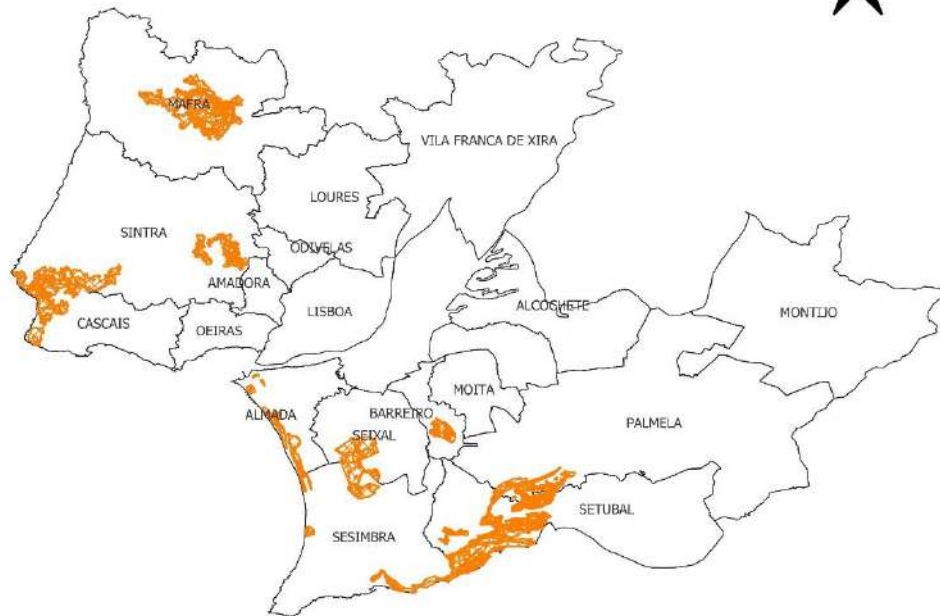 MAFRA
VILA FRANCA DE XIRA
LOURES
SINTRA
ODIVELAS
AMADORA
ALCOCHETE
LISBOA
MONTIJO
CASCAIS
OEIRAS
MOITA
ALMADA
BARREIRO
PALMELA
SEIXAL
SETUBAL
SESIMBRA